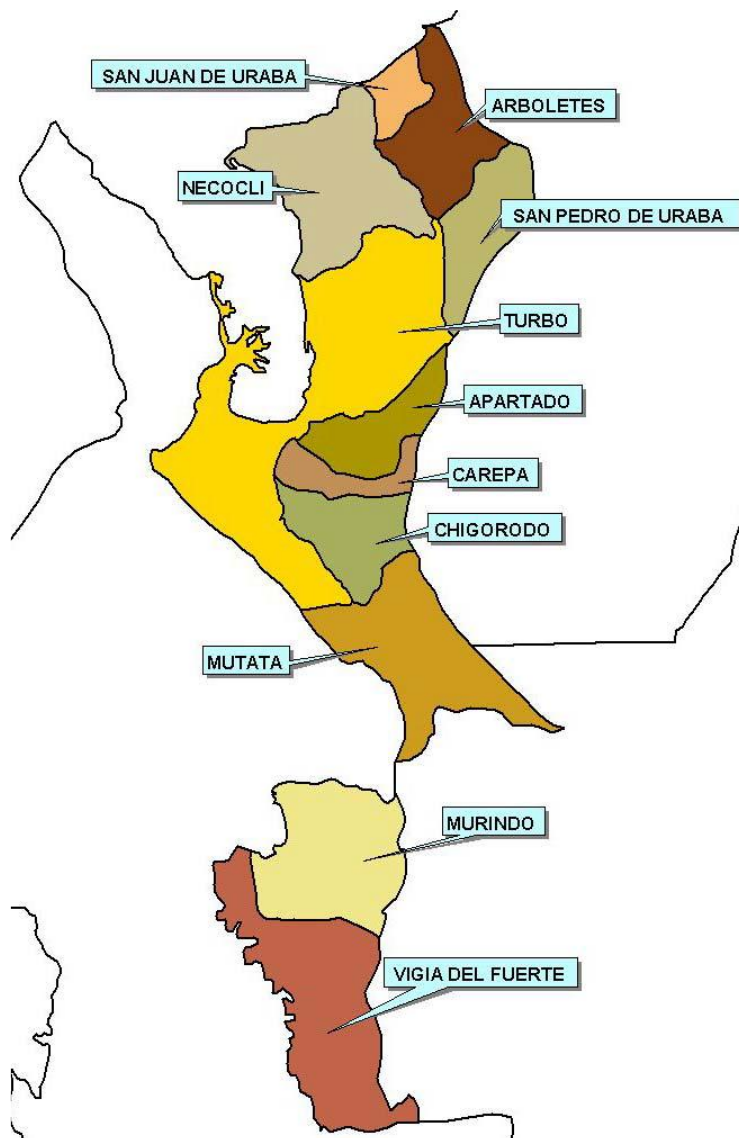 SAN JUAN DE URABA
ARBOLETES
NECOCLI
SAN PEDRO DE URABA
TURBO
APARTADO
CAREPA
CHIGORODO
MUTATA
MURINDO
VIGIA DEL FUERTE